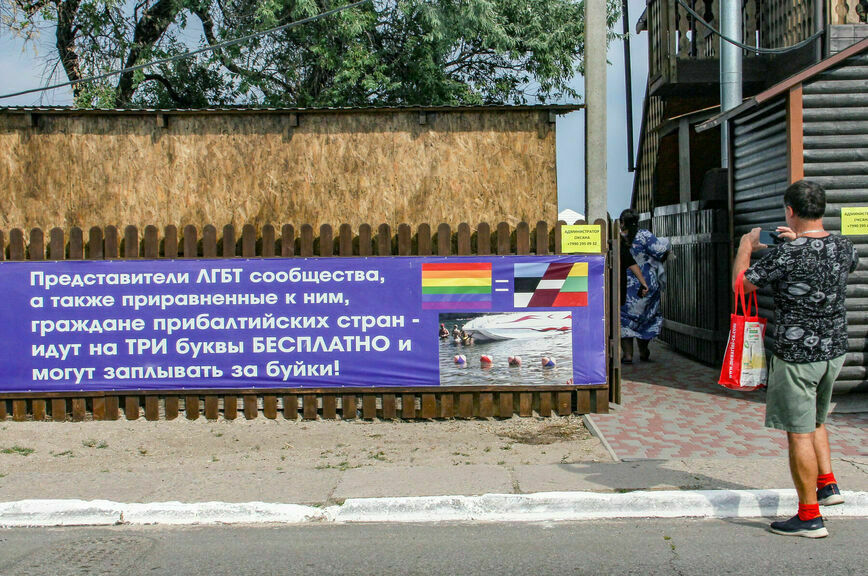 Представители ЛГБТ сообщества,
а также приравненные к ним,
граждане прибалтийских стран -
идут на ТРИ буквы БЕСПЛАТНО и
могут заплывать за буйки!
=
АДМИНИСТРАТОР
ОКСАНА